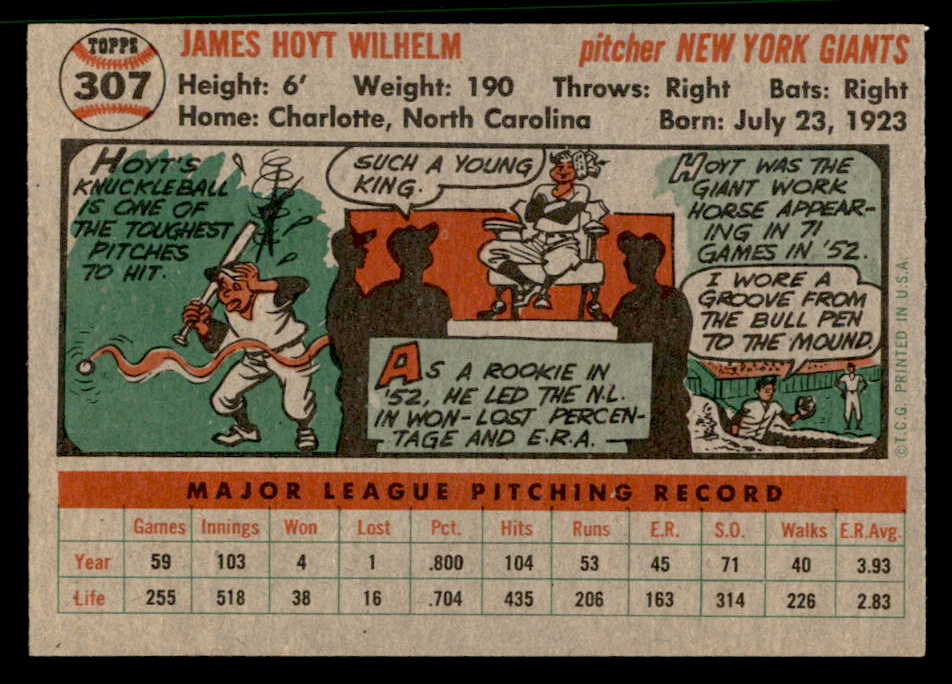 TOPPS
307
JAMES HOYT WILHELM
pitcher NEW YORK GIANTS
Height: 6' Weight: 190 Throws: Right Bats: Right
Home: Charlotte, North Carolina Born: July 23, 1923
HOYT'S
KNUCKLEBALL
IS ONE OF
THE TOUGHEST
PITCHES
TO HIT.
SUCH A YOUNG
KING.
AS A ROOKIE IN
'52, HE LED THE N.L.
IN WON-LOST PERCEN-
TAGE AND E.R.A.
HOYT WAS THE
GIANT WORK
HORSE APPEAR-
ING IN 71
GAMES IN '52.
I WORE A
GROOVE FROM
THE BULL PEN
TO THE MOUND.
©T.C.G. PRINTED IN U.S.A.
MAJOR LEAGUE PITCHING RECORD
Games Innings Won Lost Pct. Hits Runs E.R. S.O. Walks E.R.Avg.
Year 59 103 4 1 .800 104 53 45 71 40 3.93
Life 255 518 38 16 .704 435 206 163 314 226 2.83